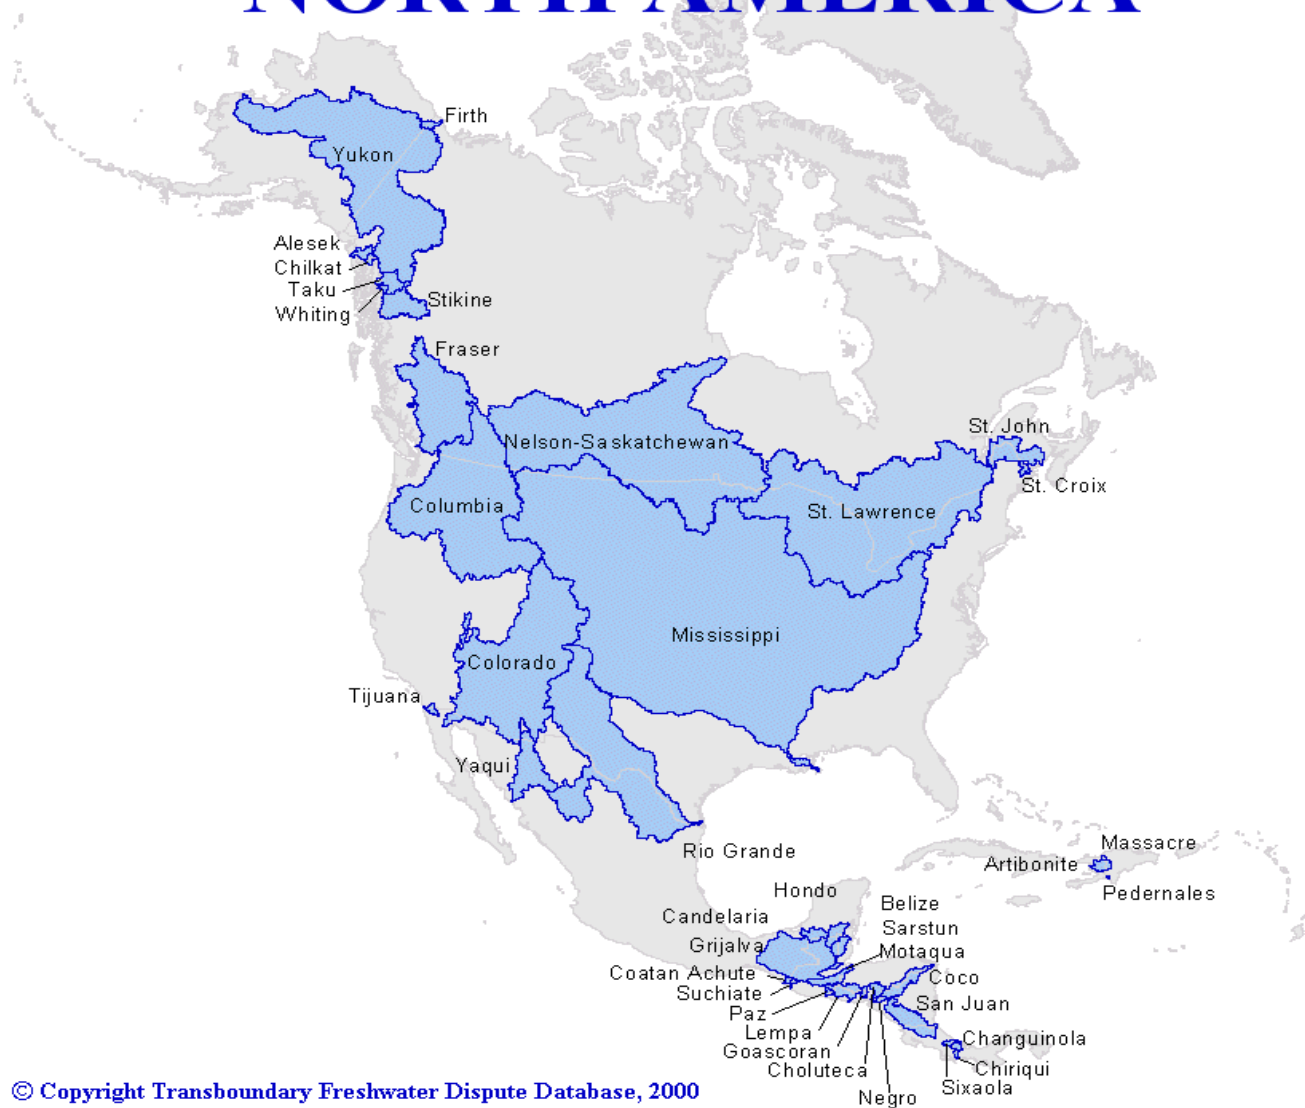 NORTH AMERICA
Firth
Yukon
Alesek
Chilkat
Taku
Whiting
Stikine
Fraser
Nelson-Saskatchewan
St. John
St. Croix
Columbia
St. Lawrence
Mississippi
Colorado
Tijuana
Yaqui
Rio Grande
Massacre
Artibonite
Pedernales
Hondo
Belize
Candelaria
Sarstun
Grijalva
Motaqua
Coatan Achute
Coco
Suchiate
San Juan
Paz
Lempa
Changuinola
Goascoran
Choluteca
Chiriqui
Sixaola
Negro
© Copyright Transboundary Freshwater Dispute Database, 2000